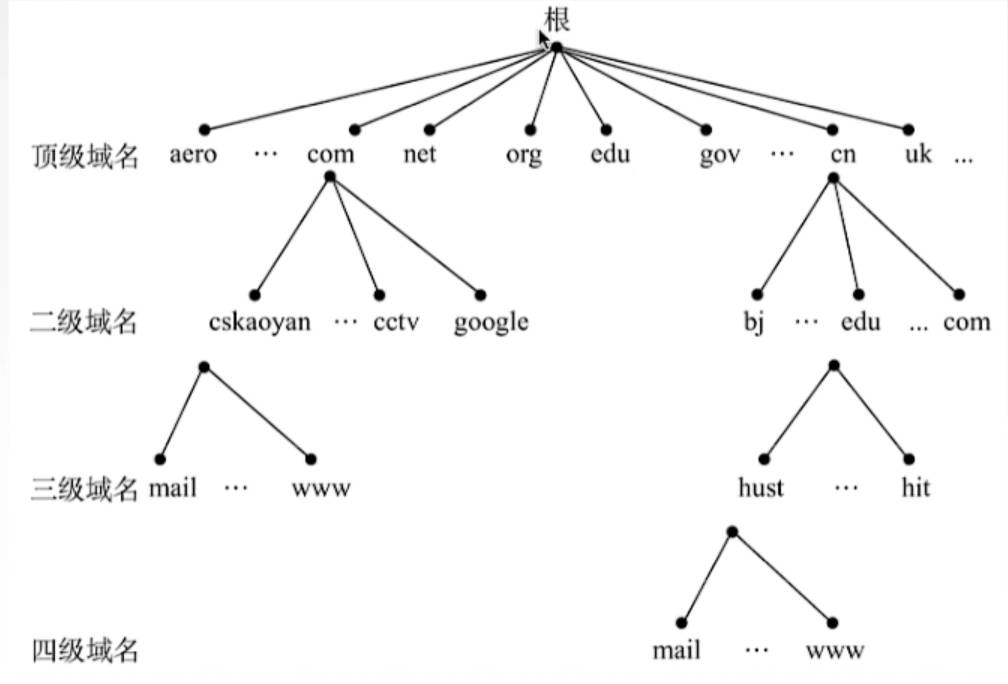 根
顶级域名 aero ... com net org edu gov ... cn uk ...
二级域名 cskaoyan ... cctv google bj ... edu ... com
三级域名 mail ... www hust ... hit
mail ... www
四级域名